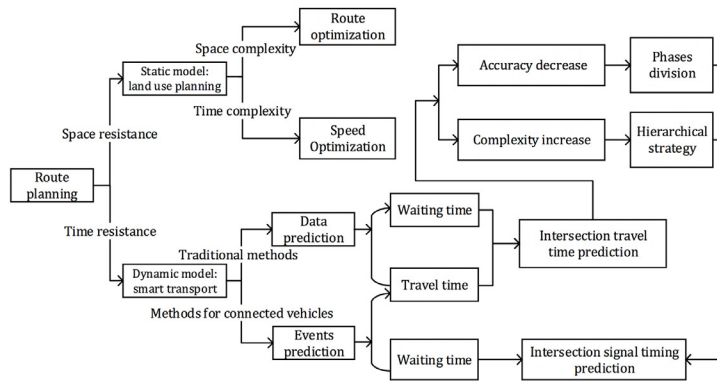 Route
optimization
Space complexity
Static model:
land use planning
Time complexity
Speed
Optimization
Space resistance
Route
planning
Time resistance
Dynamic model:
smart transport
Traditional methods
Methods for connected vehicles
Data
prediction
Events
prediction
Waiting time
Travel time
Waiting time
Accuracy decrease
Phases
division
Complexity increase
Hierarchical
strategy
Intersection travel
time prediction
Intersection signal timing
prediction